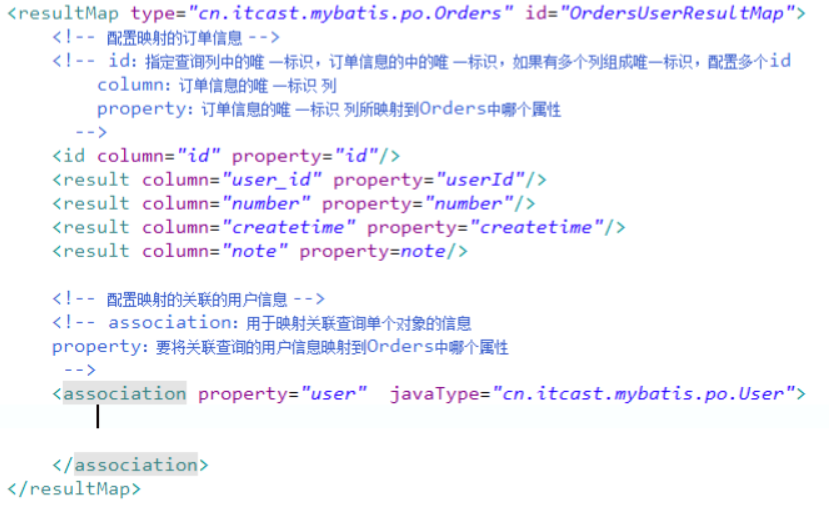 <resultMap type="cn.itcast.mybatis.po.Orders" id="OrdersUserResultMap">
<!-- 配置映射的订单信息 -->
<!-- id：指定查询列中的唯 一标识，订单信息的中的唯 一标识，如果有多个列组成唯一标识，配置多个id
column：订单信息的唯 一标识 列
property：订单信息的唯 一标识 列所映射到Orders中哪个属性
-->
<id column="id" property="id"/>
<result column="user_id" property="userId"/>
<result column="number" property="number"/>
<result column="createtime" property="createtime"/>
<result column="note" property=note/>
<!-- 配置映射的关联的用户信息 -->
<!-- association：用于映射关联查询单个对象的信息
property：要将关联查询的用户信息映射到Orders中哪个属性
-->
<association property="user"  javaType="cn.itcast.mybatis.po.User">
</association>
</resultMap>